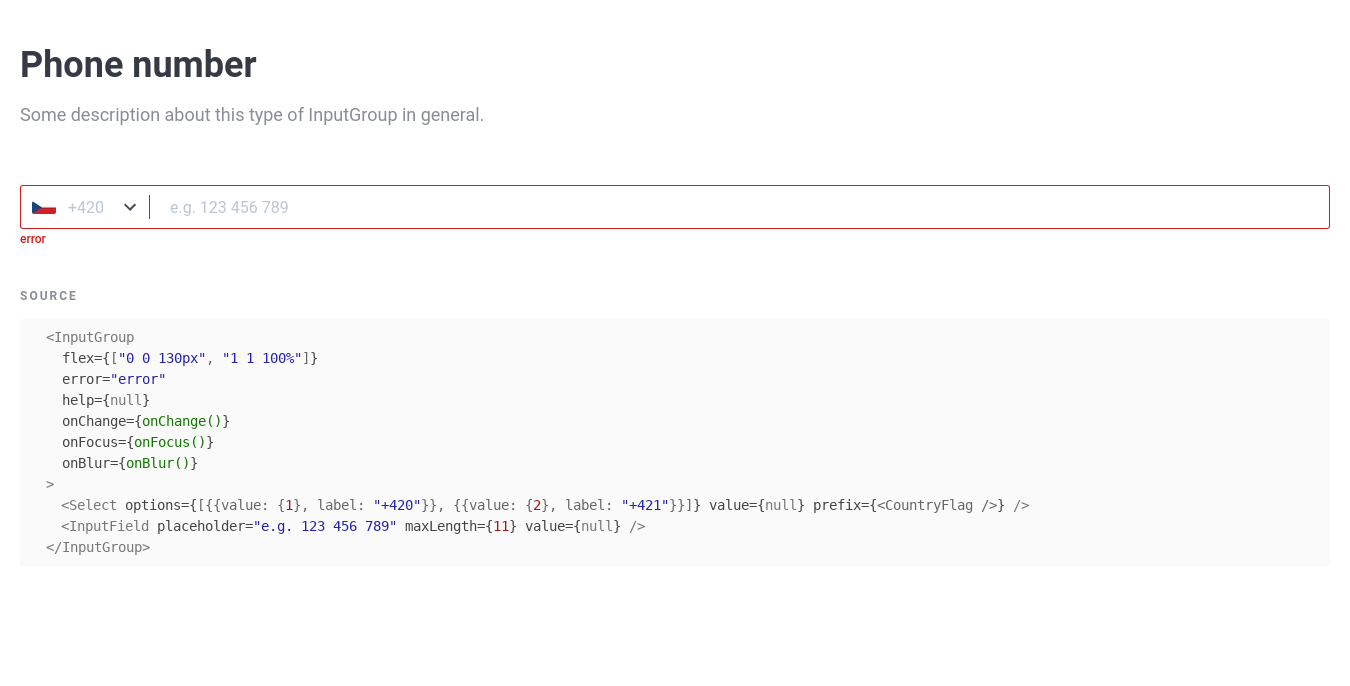 Phone number
Some description about this type of InputGroup in general.
+420 e.g. 123 456 789
error
SOURCE
<InputGroup
flex={["0 0 130px", "1 1 100%"]}
error="error"
help={null}
onChange={onChange()}
onFocus={onFocus()}
onBlur={onBlur()}
>
<Select options={[{{value: {1}, label: "+420"}}, {{value: {2}, label: "+421"}}]} value={null} prefix={<CountryFlag />} />
<InputField placeholder="e.g. 123 456 789" maxLength={11} value={null} />
</InputGroup>